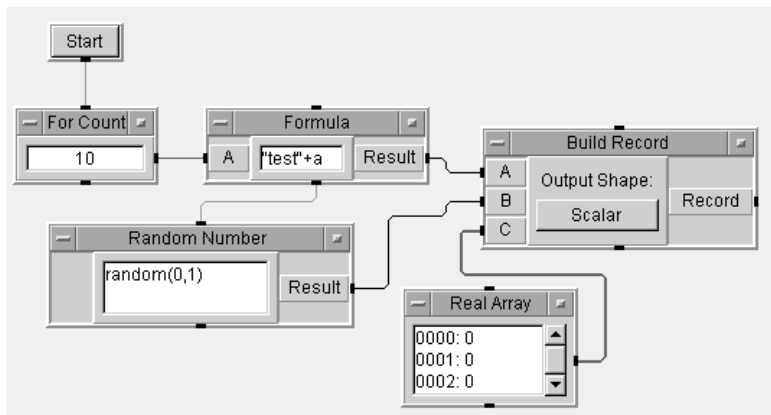 Start
For Count
10
Formula
A
"test"+a
Result
Build Record
A
B
C
Output Shape:
Scalar
Record
Random Number
random(0,1)
Result
Real Array
0000: 0
0001: 0
0002: 0